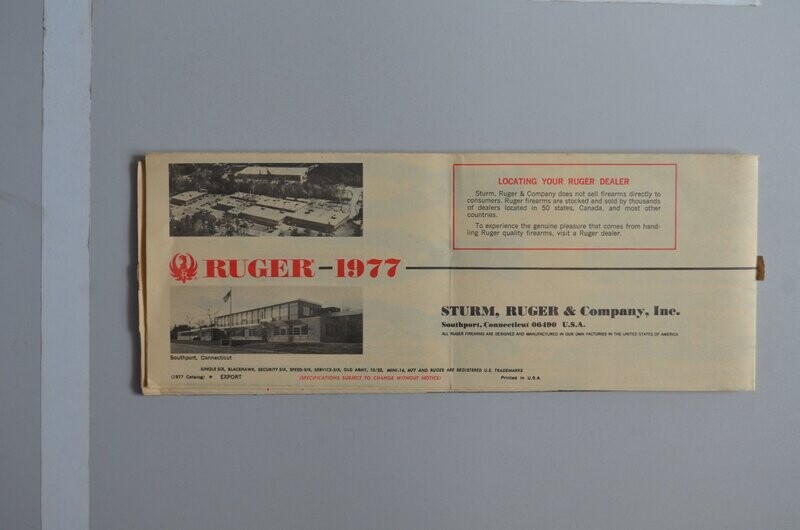 LOCATING YOUR RUGER DEALER
Sturm, Ruger & Company does not sell firearms directly to
consumers. Ruger firearms are stocked and sold by thousands
of dealers located in 50 states, Canada, and most other
countries.
To experience the genuine pleasure that comes from hand-
ling Ruger quality firearms, visit a Ruger dealer.
RUGER® — 1977
STURM, RUGER & Company, Inc.
Southport, Connecticut 06490 U.S.A.
ALL RUGER FIREARMS ARE DESIGNED AND MANUFACTURED IN OUR OWN FACTORIES IN THE UNITED STATES OF AMERICA
Southport, Connecticut
SINGLE SIX, BLACKHAWK, SECURITY SIX, SPEED-SIX, SERVICE-SIX, OLD ARMY, 10/22, MINI-14, M77 AND RUGER ARE REGISTERED U.S. TRADEMARKS
(1977 Catalog) ★ EXPORT (SPECIFICATIONS SUBJECT TO CHANGE WITHOUT NOTICE) Printed in U.S.A.